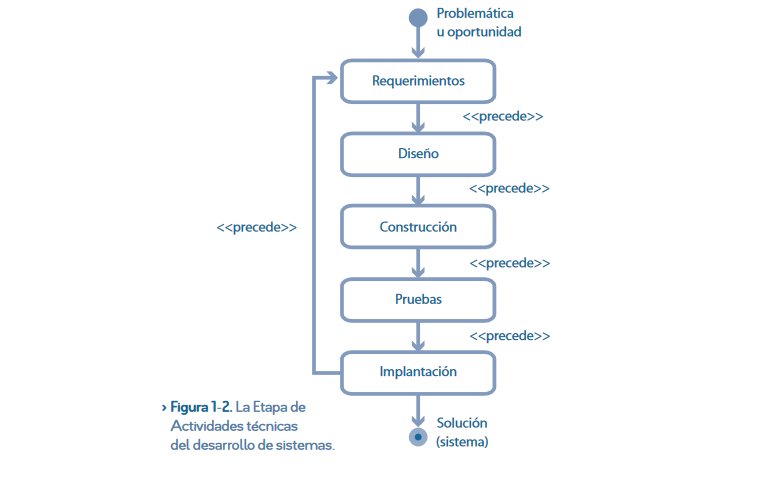 Problemática
u oportunidad
Requerimientos
<<precede>>
Diseño
<<precede>>
<<precede>>
Construcción
<<precede>>
Pruebas
<<precede>>
Implantación
› Figura 1-2. La Etapa de
Actividades técnicas
del desarrollo de sistemas.
Solución
(sistema)